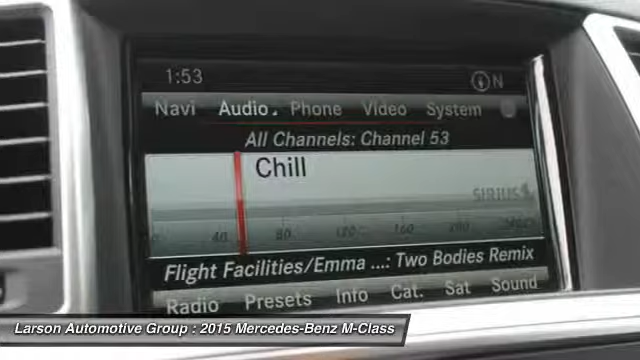 1:53 N
Navi Audio Phone Video System
All Channels: Channel 53
Chill
SIRIUS
40 80 120 160 200
Flight Facilities/Emma ...: Two Bodies Remix
Radio Presets Info Cat. Sat Sound
Larson Automotive Group : 2015 Mercedes-Benz M-Class